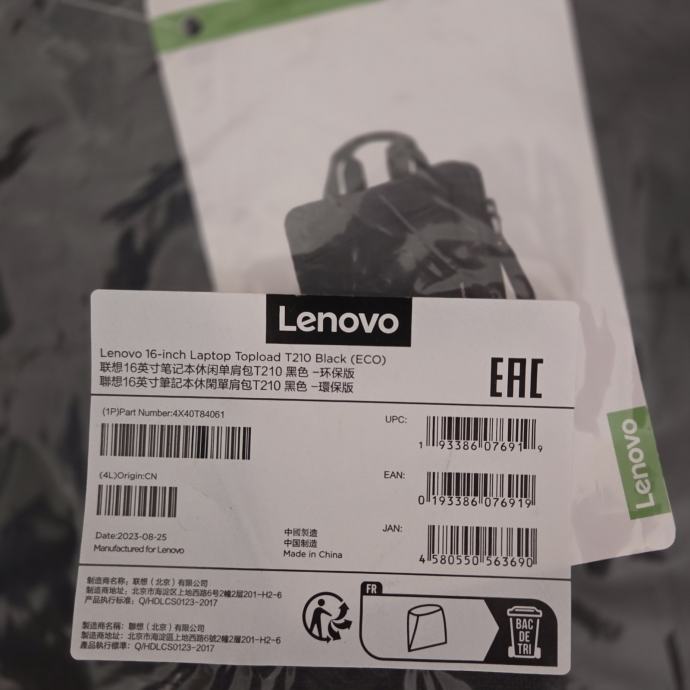 Lenovo
Lenovo 16-inch Laptop Topload T210 Black (ECO)
联想16英寸笔记本休闲单肩包T210 黑色 –环保版
聯想16英寸筆記本休閑單肩包T210 黑色 –環保版
EAC
(1P)Part Number:4X40T84061
UPC:
1 93386 07691 9
(4L)Origin:CN
EAN:
0 193386 076919
Date:2023-08-25
Manufactured for Lenovo
中國製造
中国制造
Made in China
JAN:
4 580550 563690
制造商名称: 联想（北京）有限公司
制造商地址: 北京市海淀区上地西路6号2幢2层201-H2-6
产品执行标准: Q/HDLCS0123-2017
製造商名稱: 聯想（北京）有限公司
製造商地址: 北京市海淀區上地西路6號2幢2層201-H2-6
產品執行標準: Q/HDLCS0123-2017
FR
BAC
DE
TRI
Lenovo